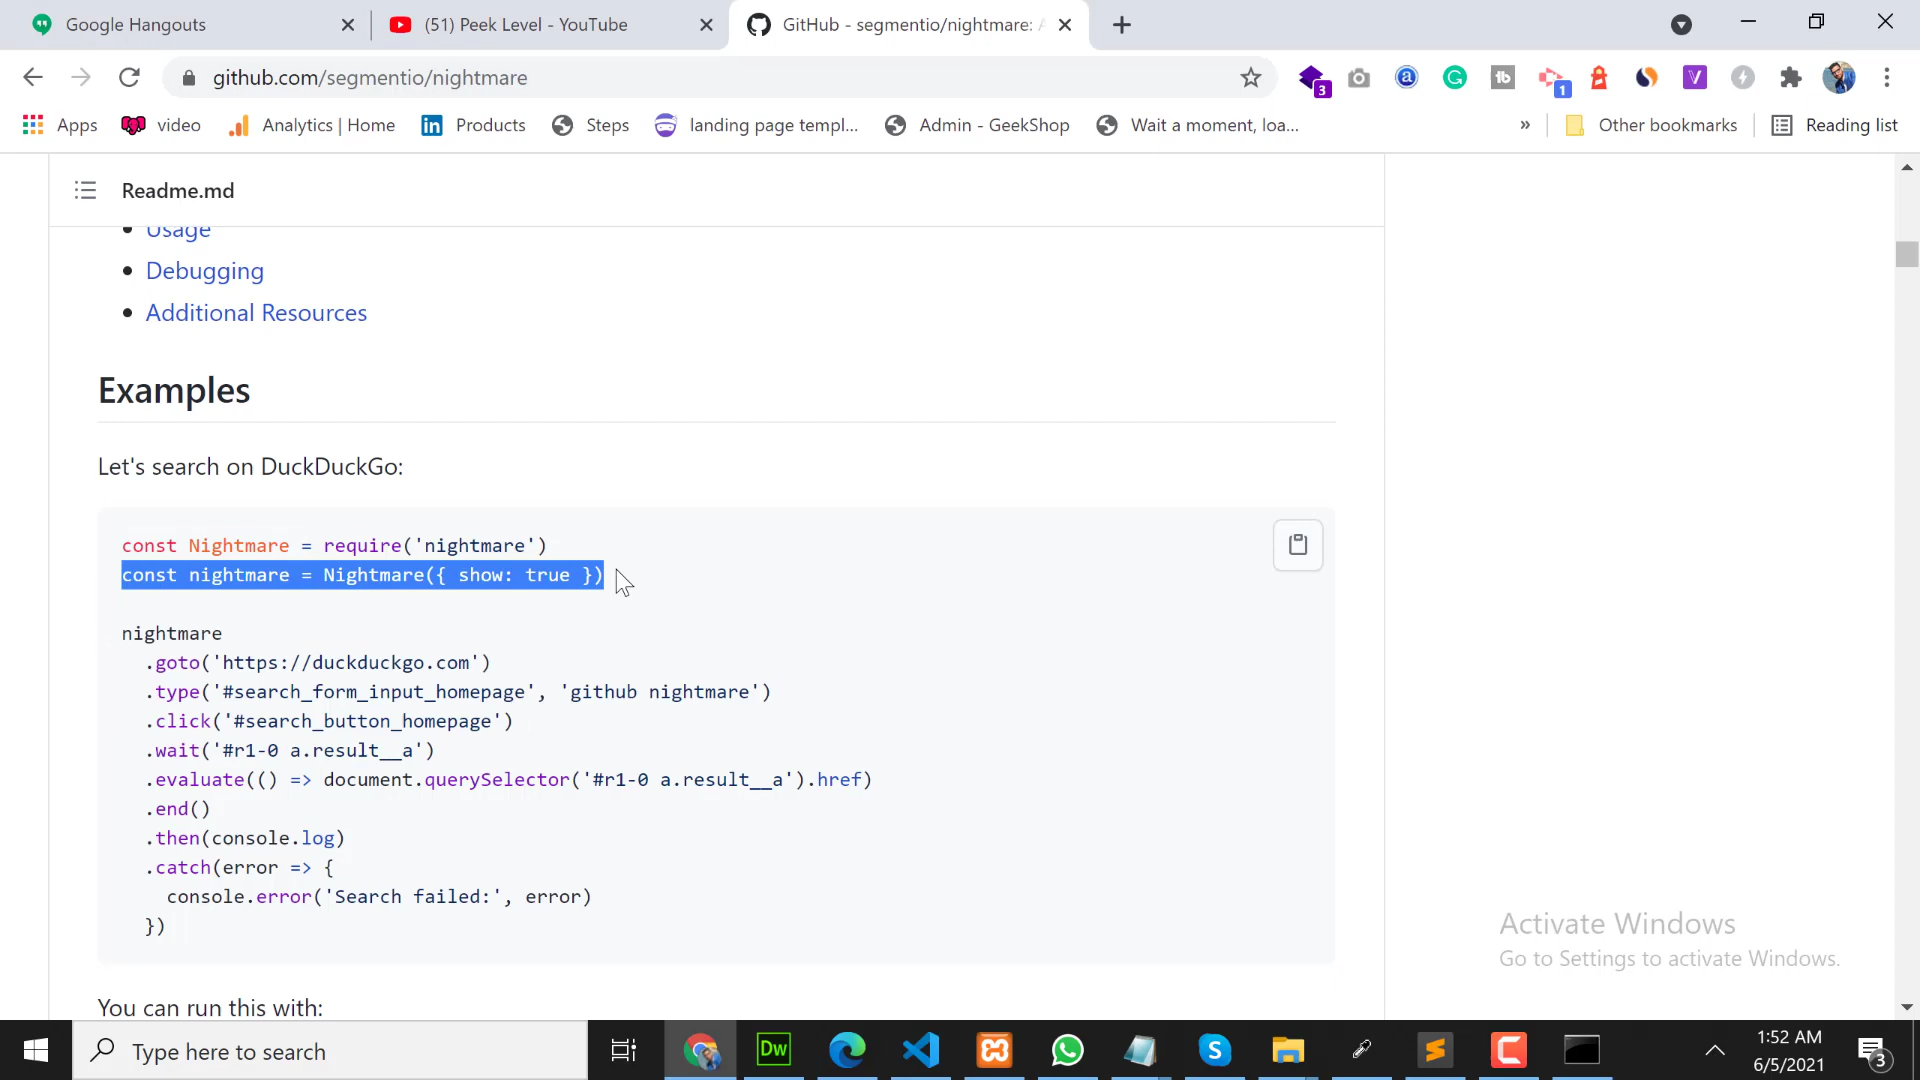 Google Hangouts
(51) Peek Level - YouTube
GitHub - segmentio/nightmare: A
github.com/segmentio/nightmare
3
1
Apps
video
Analytics | Home
Products
Steps
landing page templ...
Admin - GeekShop
Wait a moment, loa...
»
Other bookmarks
Reading list
Readme.md
Usage
Debugging
Additional Resources
Examples
Let's search on DuckDuckGo:
const Nightmare = require('nightmare')
const nightmare = Nightmare({ show: true })
nightmare
.goto('https://duckduckgo.com')
.type('#search_form_input_homepage', 'github nightmare')
.click('#search_button_homepage')
.wait('#r1-0 a.result__a')
.evaluate(() => document.querySelector('#r1-0 a.result__a').href)
.end()
.then(console.log)
.catch(error => {
console.error('Search failed:', error)
})
You can run this with:
Activate Windows
Go to Settings to activate Windows.
Type here to search
Dw
1:52 AM
6/5/2021
3